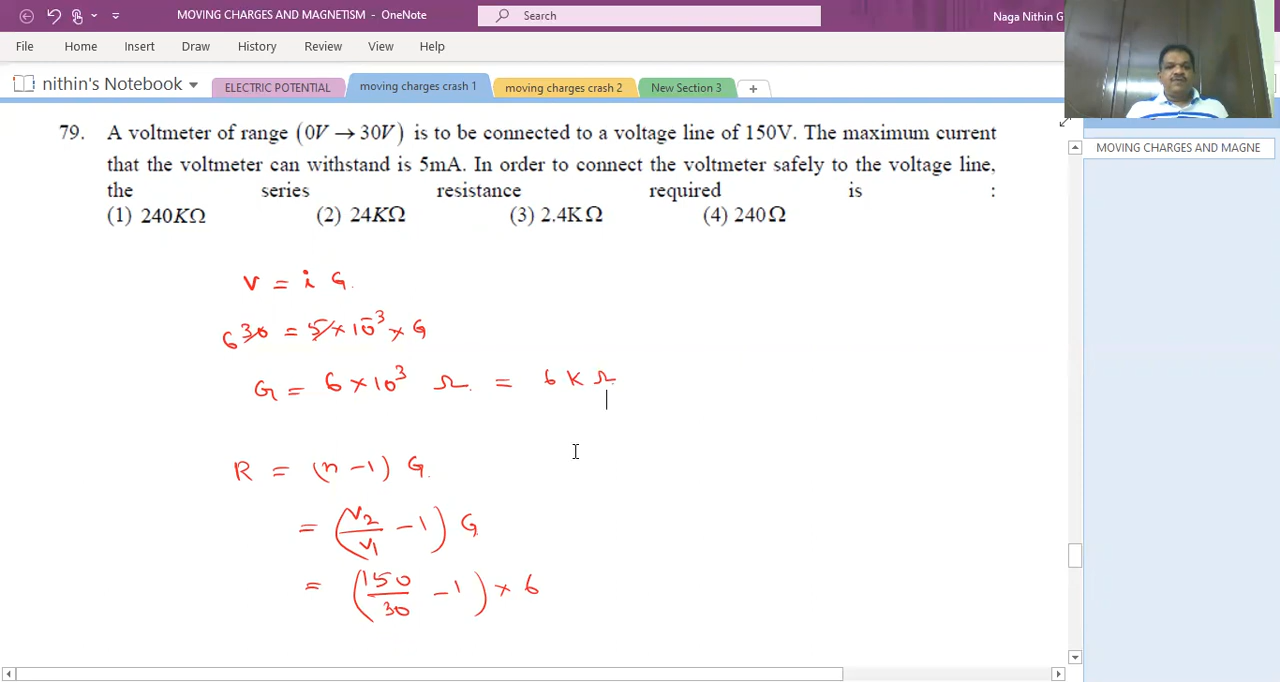 MOVING CHARGES AND MAGNETISM - OneNote
Search
Naga Nithin G
File Home Insert Draw History Review View Help
nithin's Notebook
ELECTRIC POTENTIAL
moving charges crash 1
moving charges crash 2
New Section 3
+
MOVING CHARGES AND MAGNE
79. A voltmeter of range (0V → 30V) is to be connected to a voltage line of 150V. The maximum current
that the voltmeter can withstand is 5mA. In order to connect the voltmeter safely to the voltage line,
the series resistance required is :
(1) 240KΩ (2) 24KΩ (3) 2.4KΩ (4) 240Ω
V = i G
6 30 = 5 × 10⁻³ × G
G = 6 × 10³ Ω = 6 K Ω
R = (n - 1) G
= (V₂/V₁ - 1) G
= (150/30 - 1) × 6